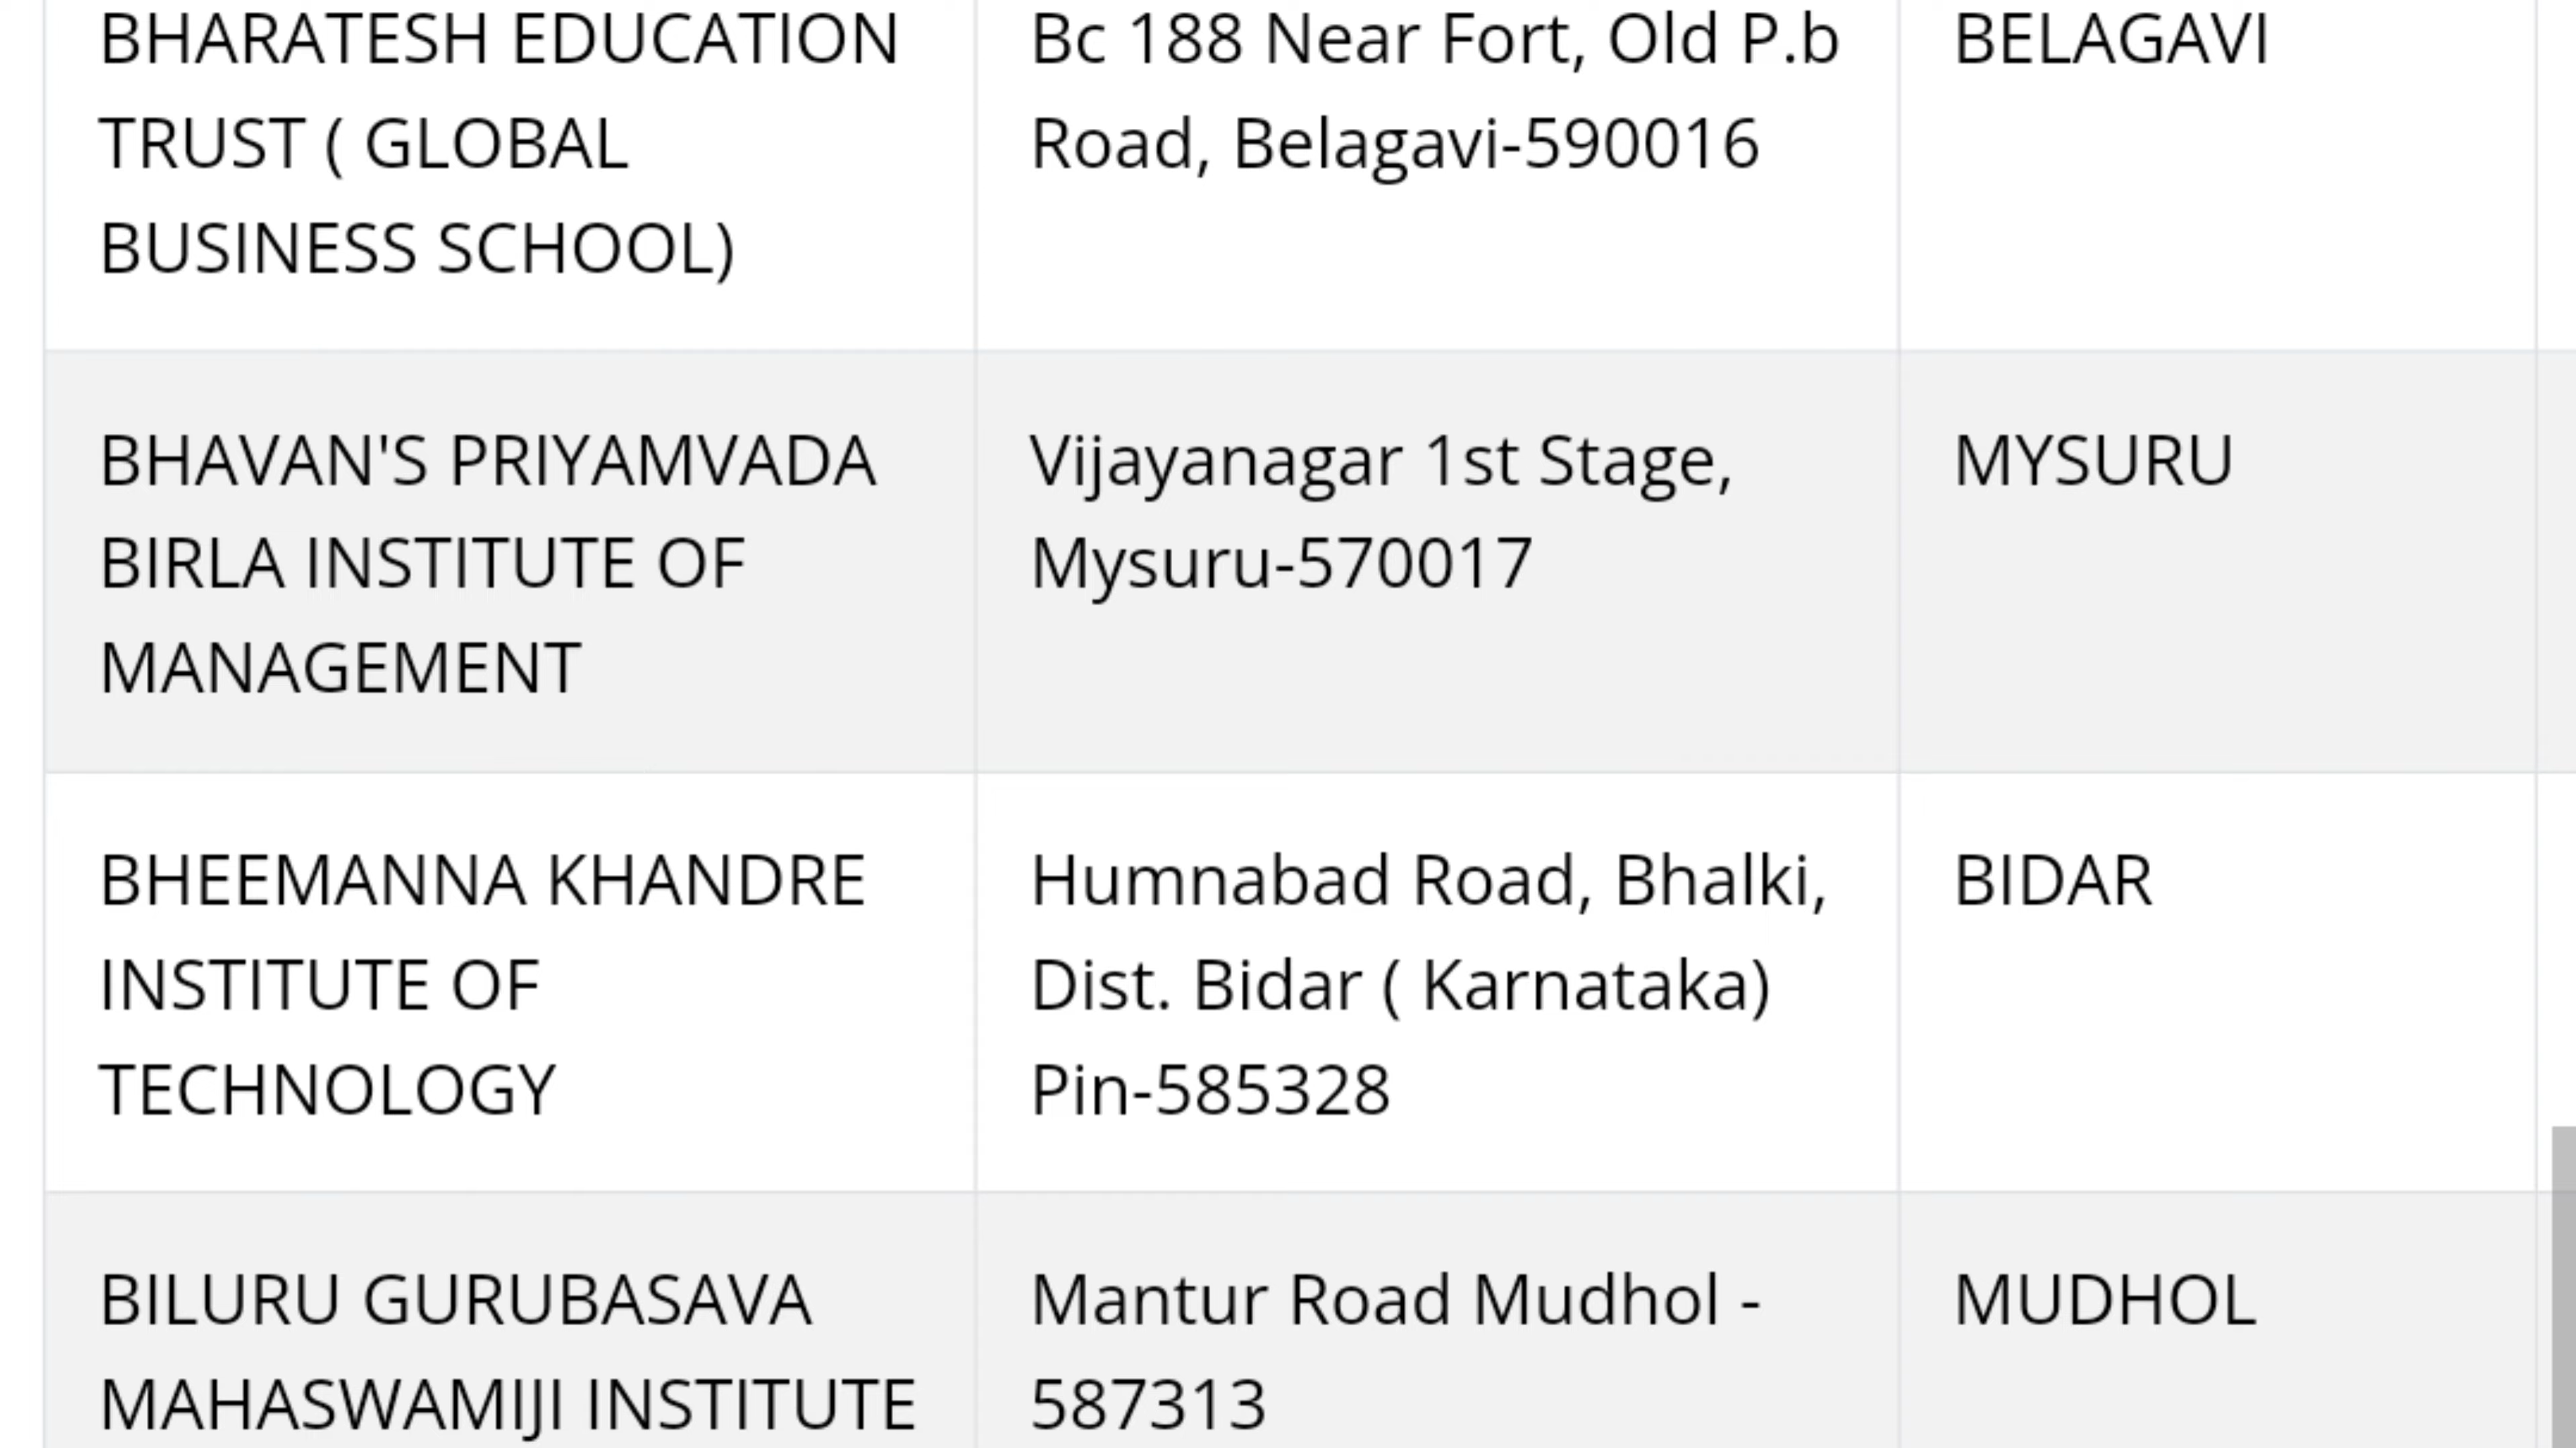 BHARATESH EDUCATION
TRUST ( GLOBAL
BUSINESS SCHOOL)
Bc 188 Near Fort, Old P.b
Road, Belagavi-590016
BELAGAVI
BHAVAN'S PRIYAMVADA
BIRLA INSTITUTE OF
MANAGEMENT
Vijayanagar 1st Stage,
Mysuru-570017
MYSURU
BHEEMANNA KHANDRE
INSTITUTE OF
TECHNOLOGY
Humnabad Road, Bhalki,
Dist. Bidar ( Karnataka)
Pin-585328
BIDAR
BILURU GURUBASAVA
MAHASWAMIJI INSTITUTE
Mantur Road Mudhol -
587313
MUDHOL